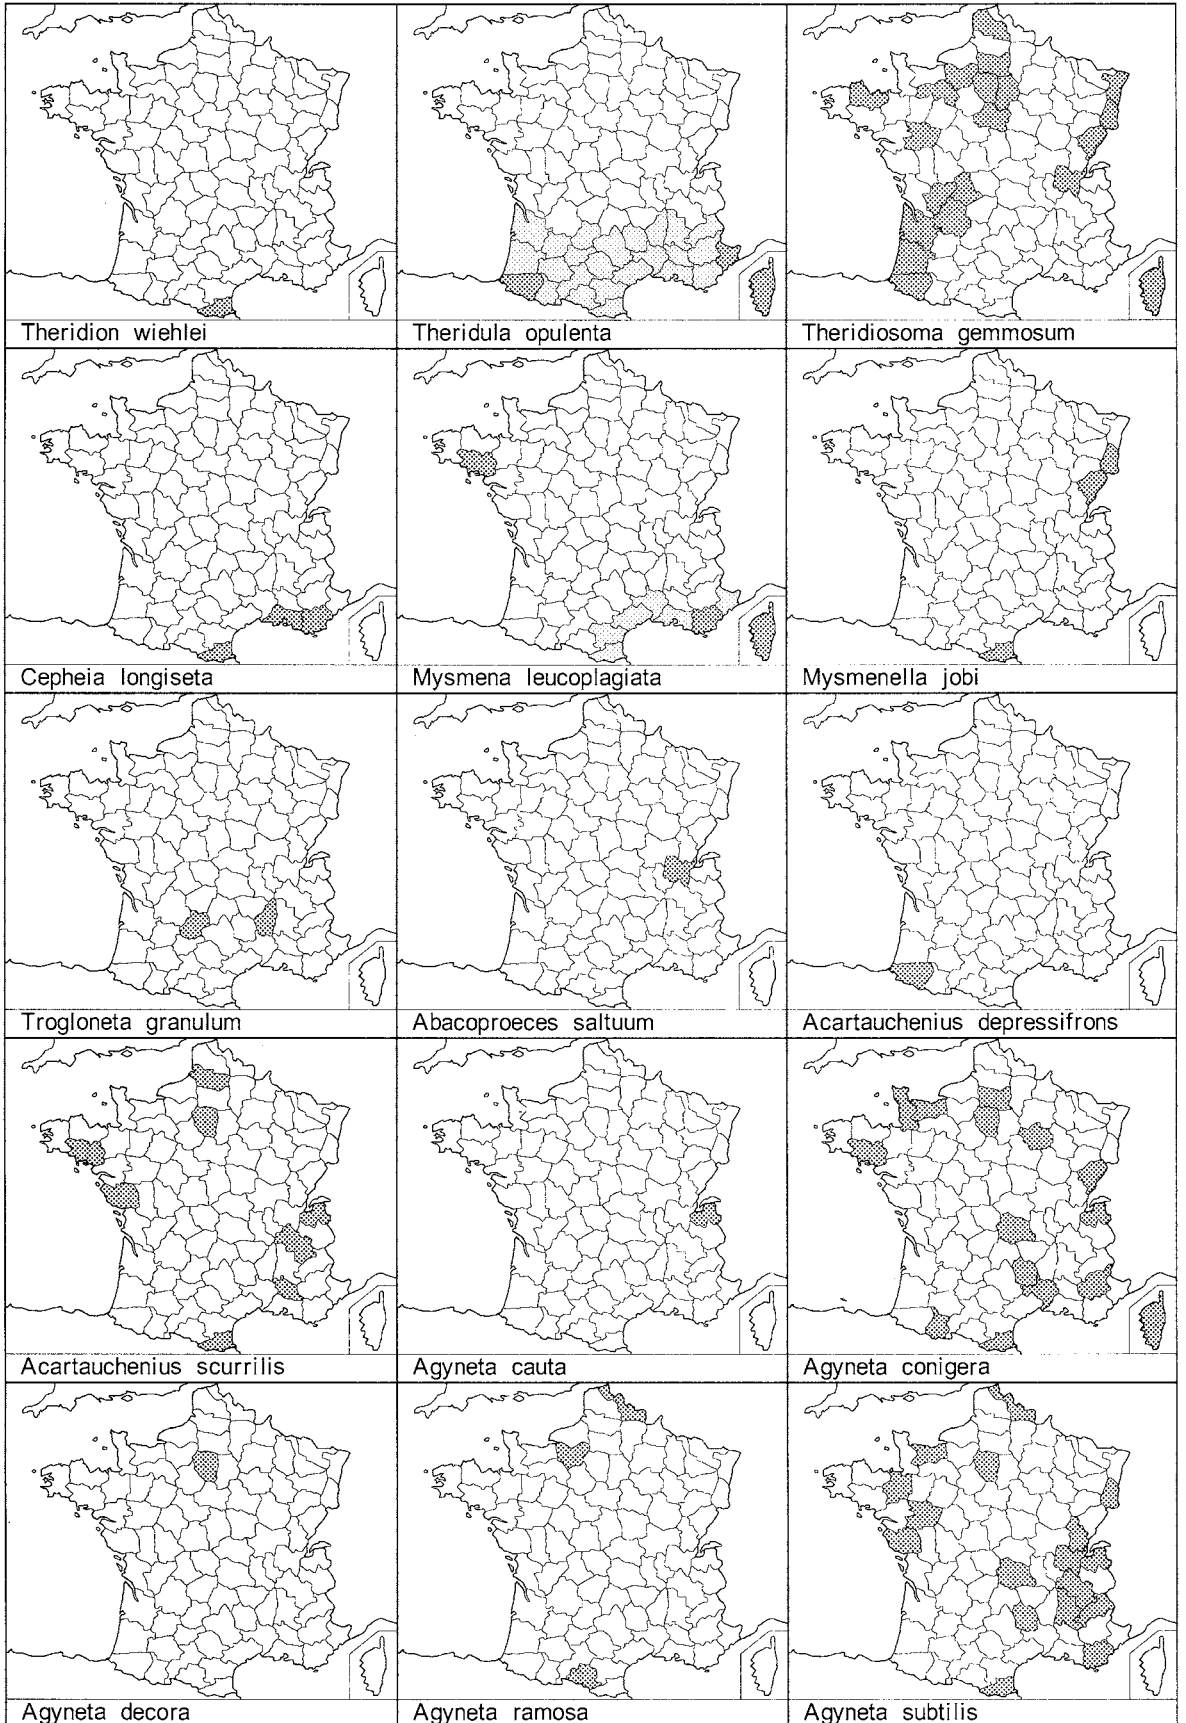 Theridion wiehlei
Theridula opulenta
Theridiosoma gemmosum
Cepheia longiseta
Mysmena leucoplagiata
Mysmenella jobi
Trogloneta granulum
Abacoproeces saltuum
Acartauchenius depressifrons
Acartauchenius scurrilis
Agyneta cauta
Agyneta conigera
Agyneta decora
Agyneta ramosa
Agyneta subtilis